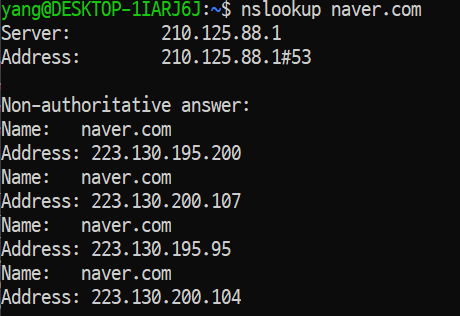 yang@DESKTOP-1IARJ6J:~$ nslookup naver.com
Server: 210.125.88.1
Address: 210.125.88.1#53
Non-authoritative answer:
Name: naver.com
Address: 223.130.195.200
Name: naver.com
Address: 223.130.200.107
Name: naver.com
Address: 223.130.195.95
Name: naver.com
Address: 223.130.200.104